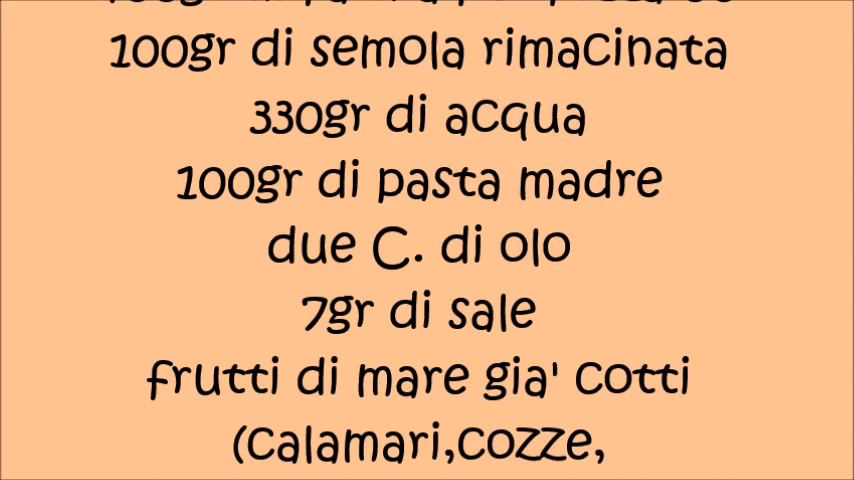 100gr di semola rimacinata
330gr di acqua
100gr di pasta madre
due C. di olo
7gr di sale
frutti di mare gia' cotti
(calamari,cozze,